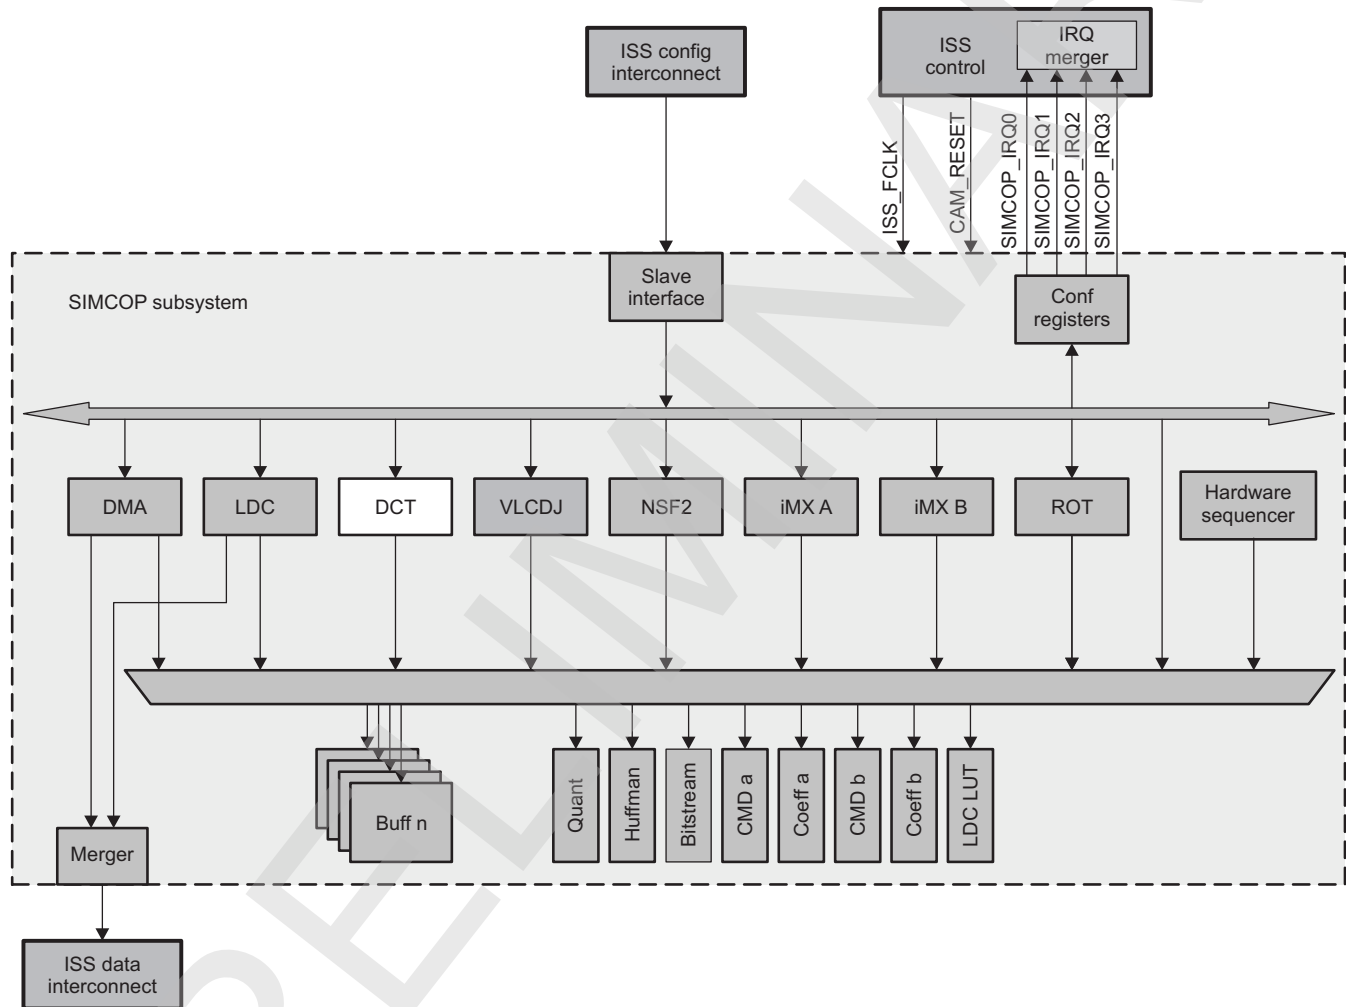 ISS config
interconnect
ISS
control
IRQ
merger
ISS_FCLK
CAM_RESET
SIMCOP_IRQ0
SIMCOP_IRQ1
SIMCOP_IRQ2
SIMCOP_IRQ3
SIMCOP subsystem
Slave
interface
Conf
registers
DMA
LDC
DCT
VLCDJ
NSF2
iMX A
iMX B
ROT
Hardware
sequencer
Buff n
Quant
Huffman
Bitstream
CMD a
Coeff a
CMD b
Coeff b
LDC LUT
Merger
ISS data
interconnect